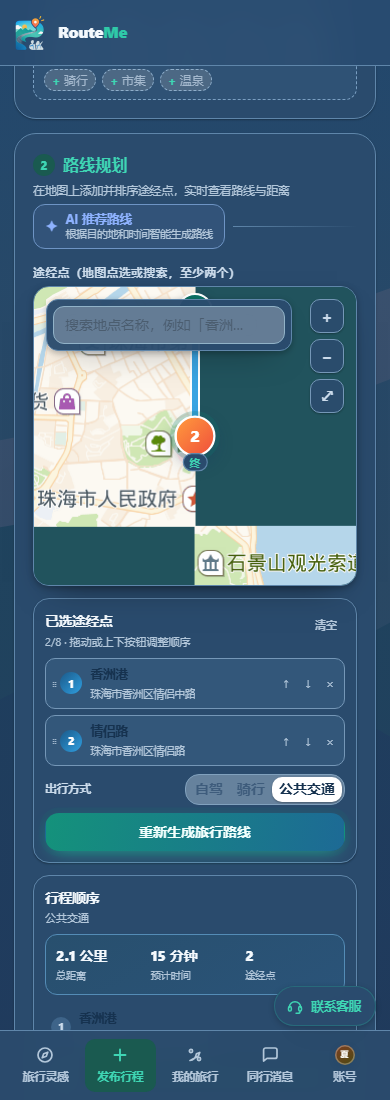 RouteMe
+ 骑行
+ 市集
+ 温泉
2 路线规划
在地图上添加并排序途经点，实时查看路线与距离
AI 推荐路线
根据目的地和时间智能生成路线
途经点（地图点选或搜索，至少两个）
搜索地点名称，例如「香洲...
+
−
货
2
终
珠海市人民政府
石景山观光索道
已选途经点
清空
2/8 · 拖动或上下按钮调整顺序
1 香洲港
珠海市香洲区情侣中路
↑ ↓ ×
2 情侣路
珠海市香洲区情侣路
↑ ↓ ×
出行方式
自驾 骑行 公共交通
重新生成旅行路线
行程顺序
公共交通
2.1 公里 15 分钟 2
总距离 预计时间 途经点
联系客服
1 香洲港
夏
旅行灵感 发布行程 我的旅行 同行消息 账号